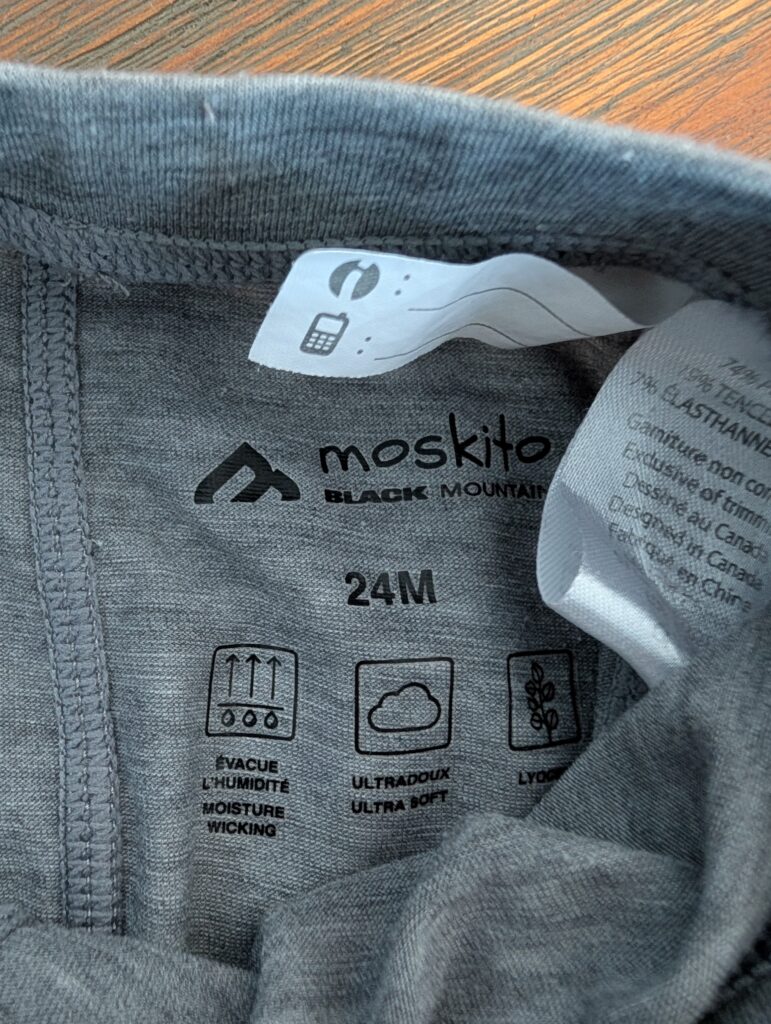 moskito
BLACK MOUNTAIN
24M
ÉVACUE
L'HUMIDITÉ
MOISTURE
WICKING
ULTRADOUX
ULTRA SOFT
74%
19% TENCE
7% ÉLASTHANNE
Garniture non com
Exclusive of trimm
Dessiné au Canada
Designed in Canada
Fabriqué en Chine